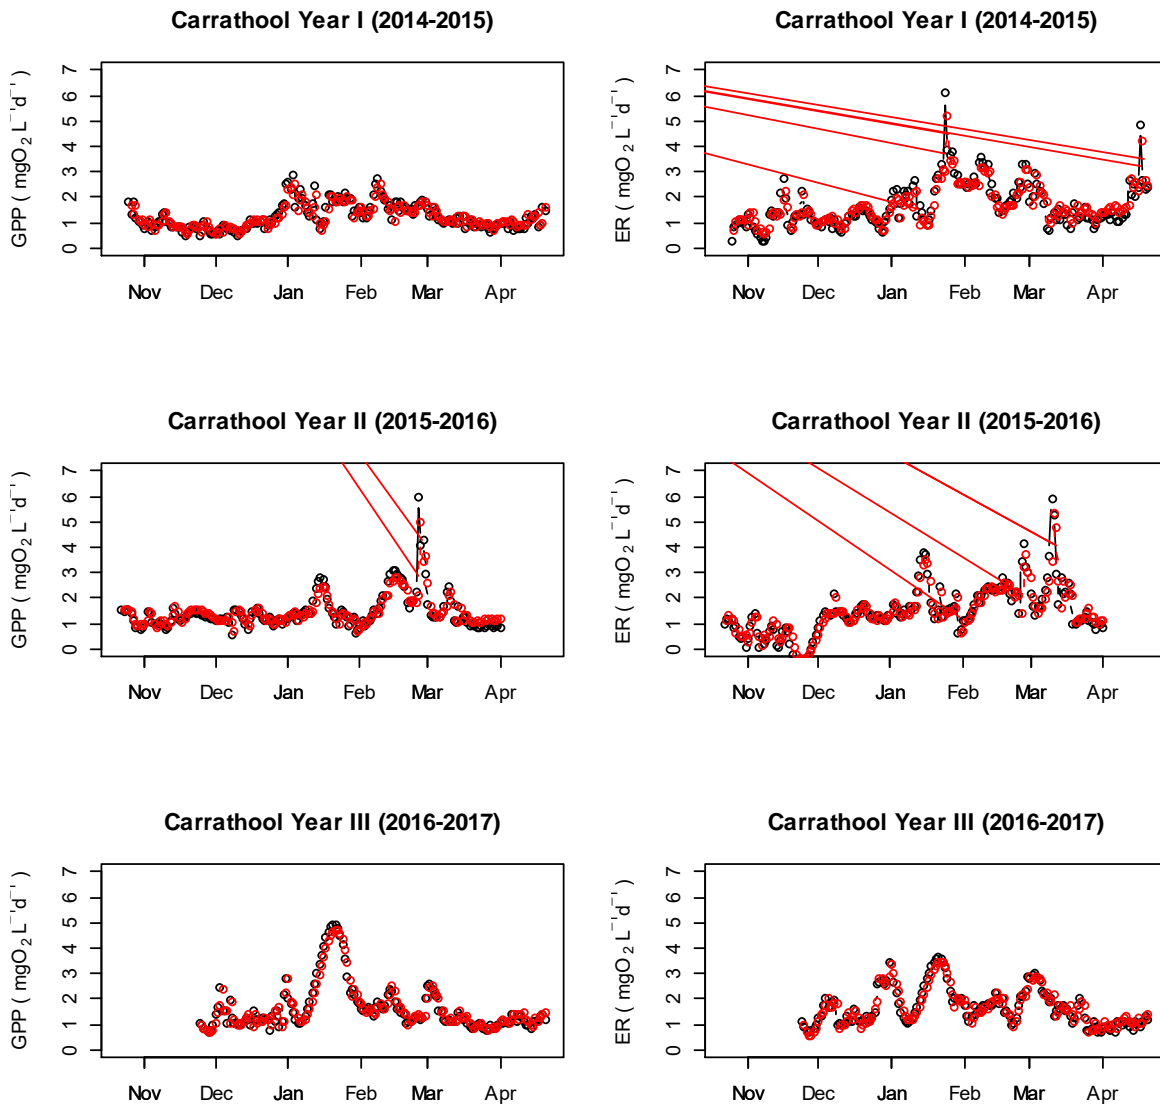 Carrathool Year I (2014-2015)
GPP ( mgO₂ L⁻¹d⁻¹ )
7
6
5
4
3
2
1
0
Nov Dec Jan Feb Mar Apr
Carrathool Year I (2014-2015)
ER ( mgO₂ L⁻¹d⁻¹ )
7
6
5
4
3
2
1
0
Nov Dec Jan Feb Mar Apr
Carrathool Year II (2015-2016)
GPP ( mgO₂ L⁻¹d⁻¹ )
7
6
5
4
3
2
1
0
Nov Dec Jan Feb Mar Apr
Carrathool Year II (2015-2016)
ER ( mgO₂ L⁻¹d⁻¹ )
7
6
5
4
3
2
1
0
Nov Dec Jan Feb Mar Apr
Carrathool Year III (2016-2017)
GPP ( mgO₂ L⁻¹d⁻¹ )
7
6
5
4
3
2
1
0
Nov Dec Jan Feb Mar Apr
Carrathool Year III (2016-2017)
ER ( mgO₂ L⁻¹d⁻¹ )
7
6
5
4
3
2
1
0
Nov Dec Jan Feb Mar Apr